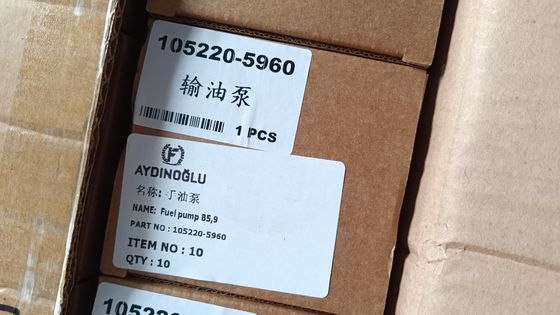 105220-5960
输油泵
1 PCS
F
AYDINOĞLU
名称: 手油泵
NAME: Fuel pump B5,9
PART NO : 105220-5960
ITEM NO : 10
QTY : 10